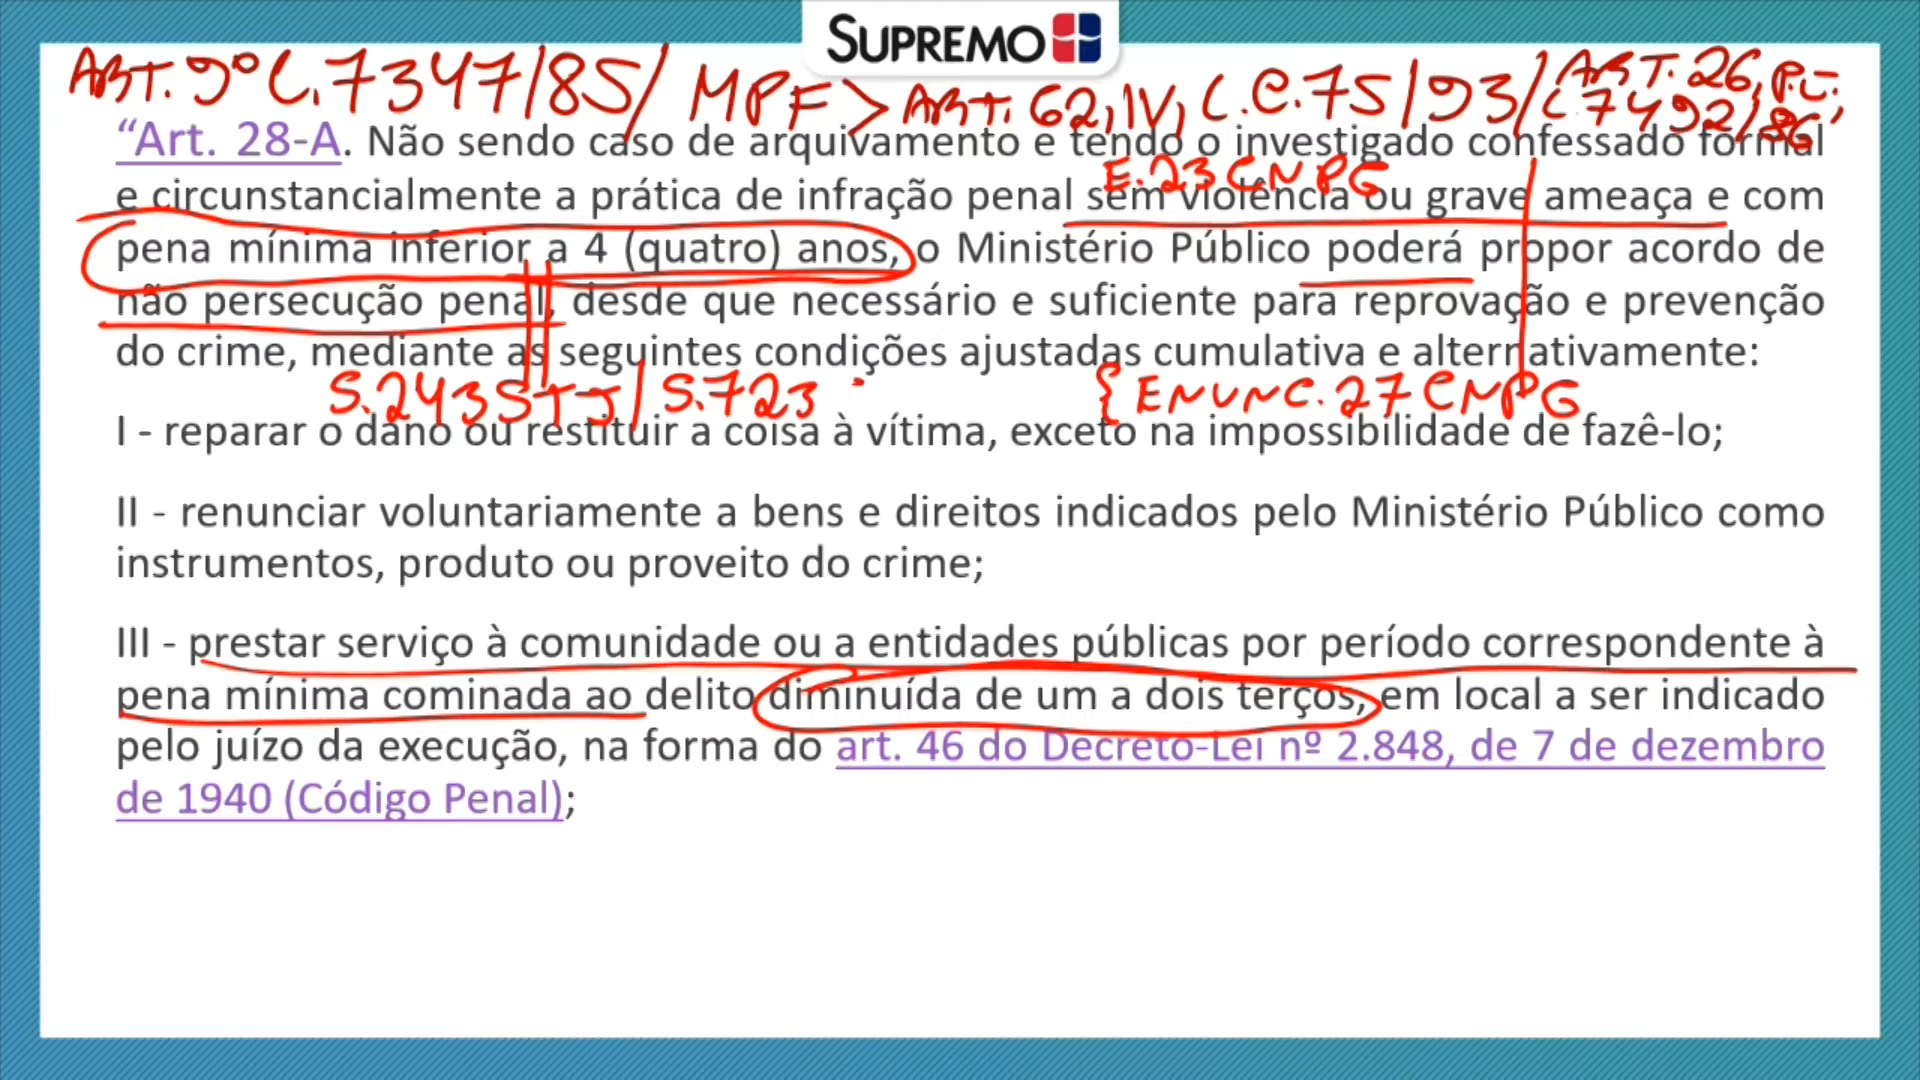 SUPREMO
ART. 9º L. 7347/85/ MPF > ART. 62, IV, L.C. 75/93/ ART. 26, P.U.,
L 7492/86
“Art. 28-A. Não sendo caso de arquivamento e tendo o investigado confessado formal
E. 23 CNPG
e circunstancialmente a prática de infração penal sem violência ou grave ameaça e com
pena mínima inferior a 4 (quatro) anos, o Ministério Público poderá propor acordo de
não persecução penal, desde que necessário e suficiente para reprovação e prevenção
do crime, mediante as seguintes condições ajustadas cumulativa e alternativamente:
S. 243 STJ/ S. 723 { ENUNC. 27 CNPG
I - reparar o dano ou restituir a coisa à vítima, exceto na impossibilidade de fazê-lo;
II - renunciar voluntariamente a bens e direitos indicados pelo Ministério Público como
instrumentos, produto ou proveito do crime;
III - prestar serviço à comunidade ou a entidades públicas por período correspondente à
pena mínima cominada ao delito diminuída de um a dois terços, em local a ser indicado
pelo juízo da execução, na forma do art. 46 do Decreto-Lei nº 2.848, de 7 de dezembro
de 1940 (Código Penal);